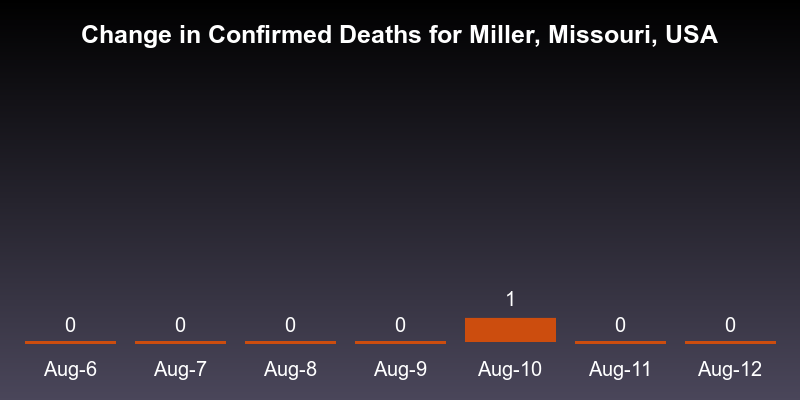 Change in Confirmed Deaths for Miller, Missouri, USA
1
0 0 0 0 0 0
Aug-6 Aug-7 Aug-8 Aug-9 Aug-10 Aug-11 Aug-12